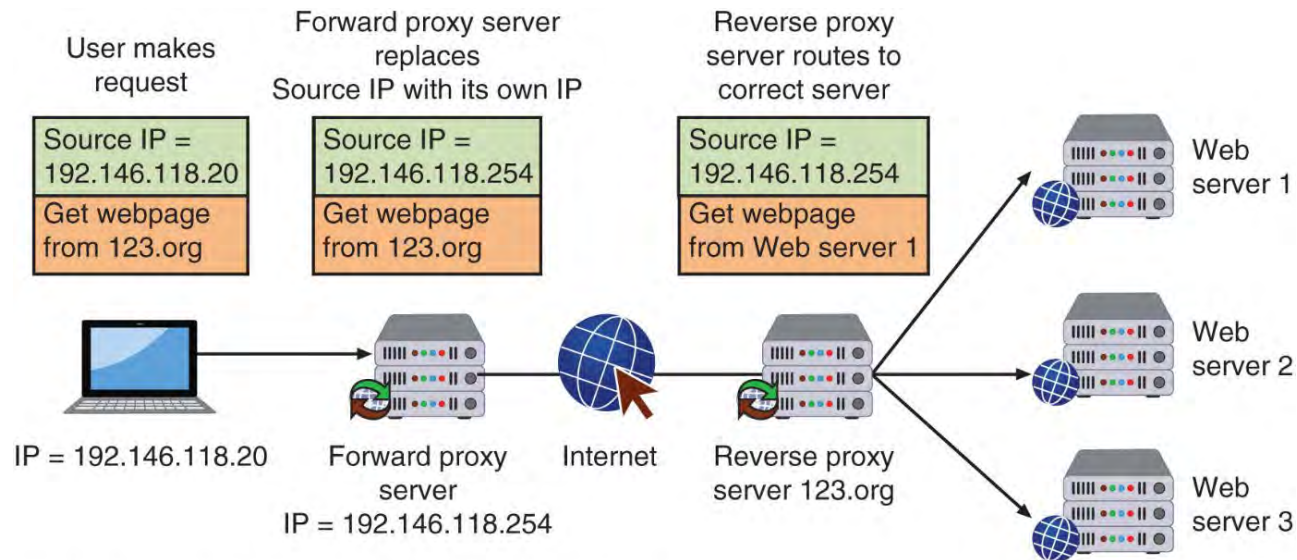 User makes
request
Forward proxy server
replaces
Source IP with its own IP
Reverse proxy
server routes to
correct server
Source IP =
192.146.118.20
Get webpage
from 123.org
Source IP =
192.146.118.254
Get webpage
from 123.org
Source IP =
192.146.118.254
Get webpage
from Web server 1
Web
server 1
Web
server 2
Web
server 3
IP = 192.146.118.20
Forward proxy
server
IP = 192.146.118.254
Internet
Reverse proxy
server 123.org